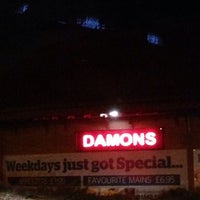 DAMONS
Weekdays just got Special...
FAVOURITE MAINS £6.95